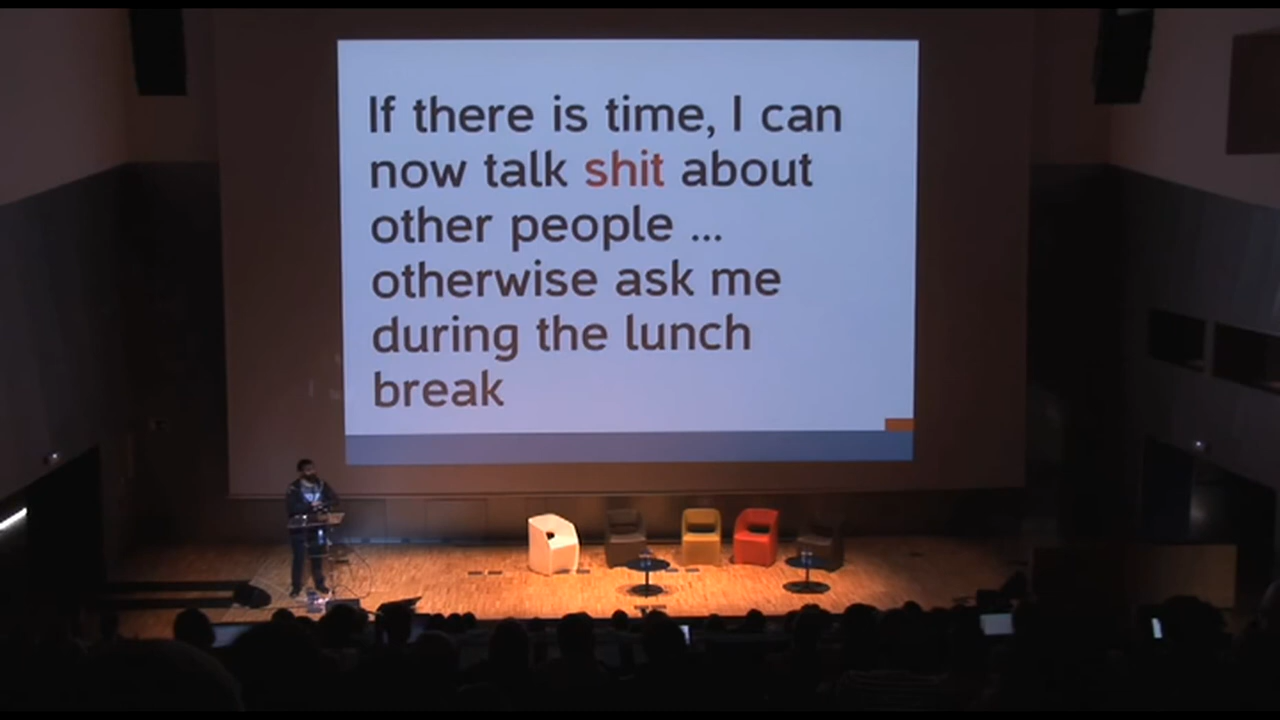 If there is time, I can
now talk shit about
other people ...
otherwise ask me
during the lunch
break